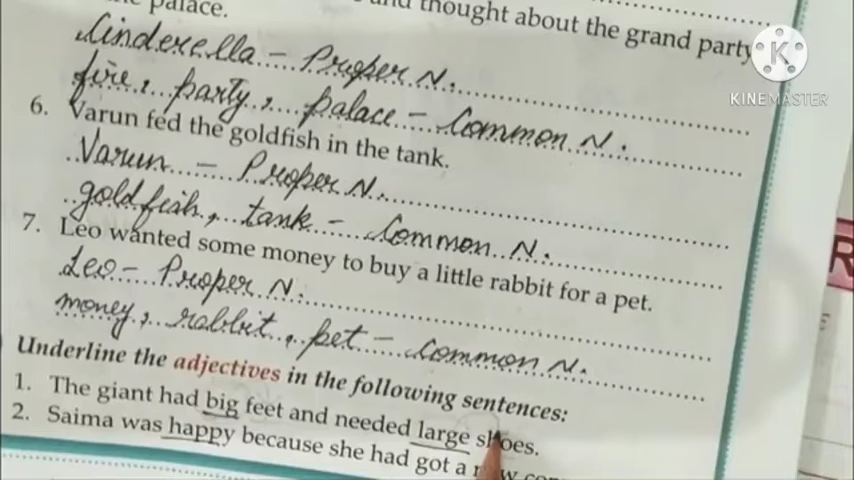 palace.
thought about the grand party
Cinderella - Proper N.
fire, party, palace - Common N.
6. Varun fed the goldfish in the tank.
Varun - Proper N.
goldfish, tank - Common N.
7. Leo wanted some money to buy a little rabbit for a pet.
Leo - Proper N.
money, rabbit, pet - Common N.
Underline the adjectives in the following sentences:
1. The giant had big feet and needed large shoes.
2. Saima was happy because she had got a
KINEMASTER